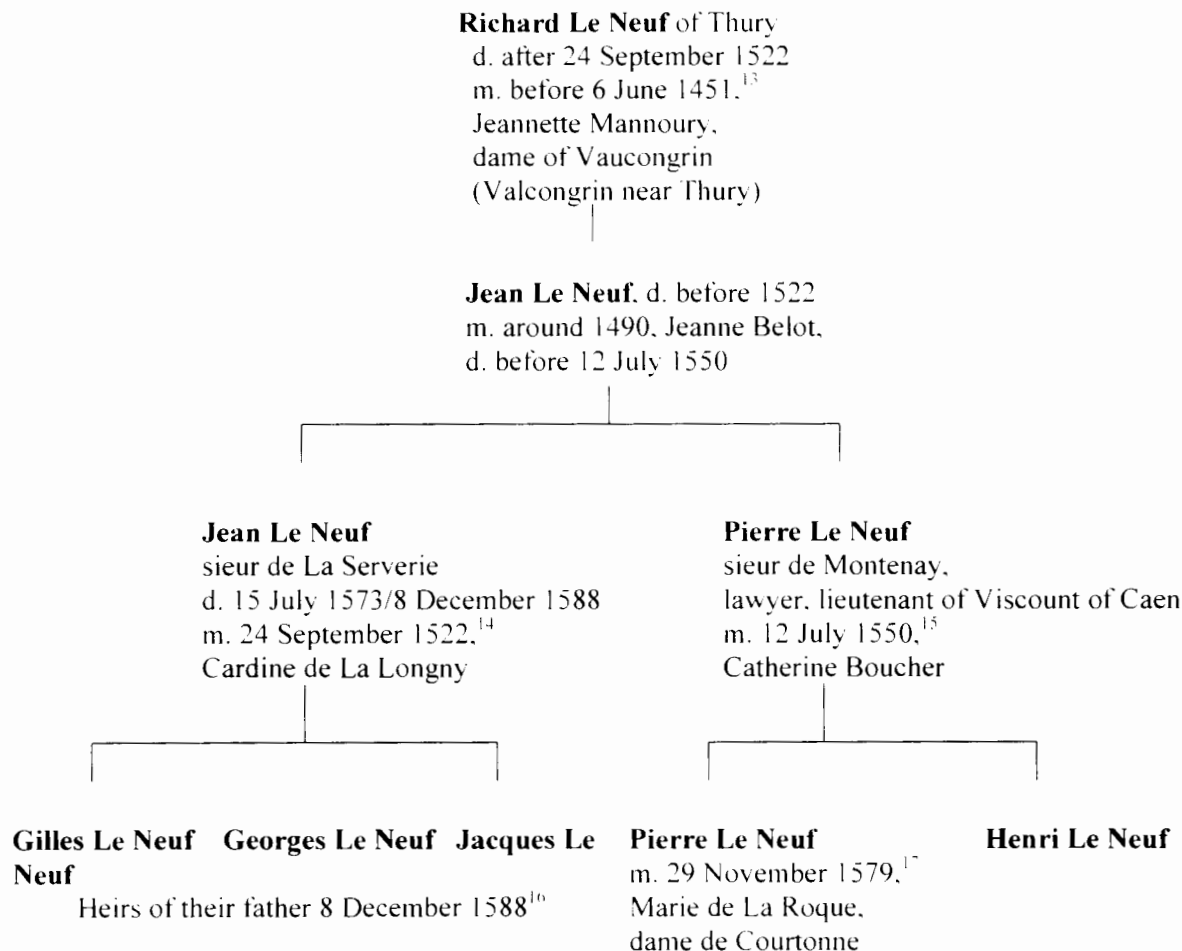 Richard Le Neuf of Thury
d. after 24 September 1522
m. before 6 June 1451,13
Jeannette Mannoury,
dame of Vaucongrin
(Valcongrin near Thury)
Jean Le Neuf, d. before 1522
m. around 1490, Jeanne Belot,
d. before 12 July 1550
Jean Le Neuf
sieur de La Serverie
d. 15 July 1573/8 December 1588
m. 24 September 1522,14
Cardine de La Longny
Pierre Le Neuf
sieur de Montenay,
lawyer, lieutenant of Viscount of Caen
m. 12 July 1550,15
Catherine Boucher
Gilles Le Neuf Georges Le Neuf Jacques Le
Neuf
Heirs of their father 8 December 158816
Pierre Le Neuf
m. 29 November 1579,17
Marie de La Roque,
dame de Courtonne
Henri Le Neuf